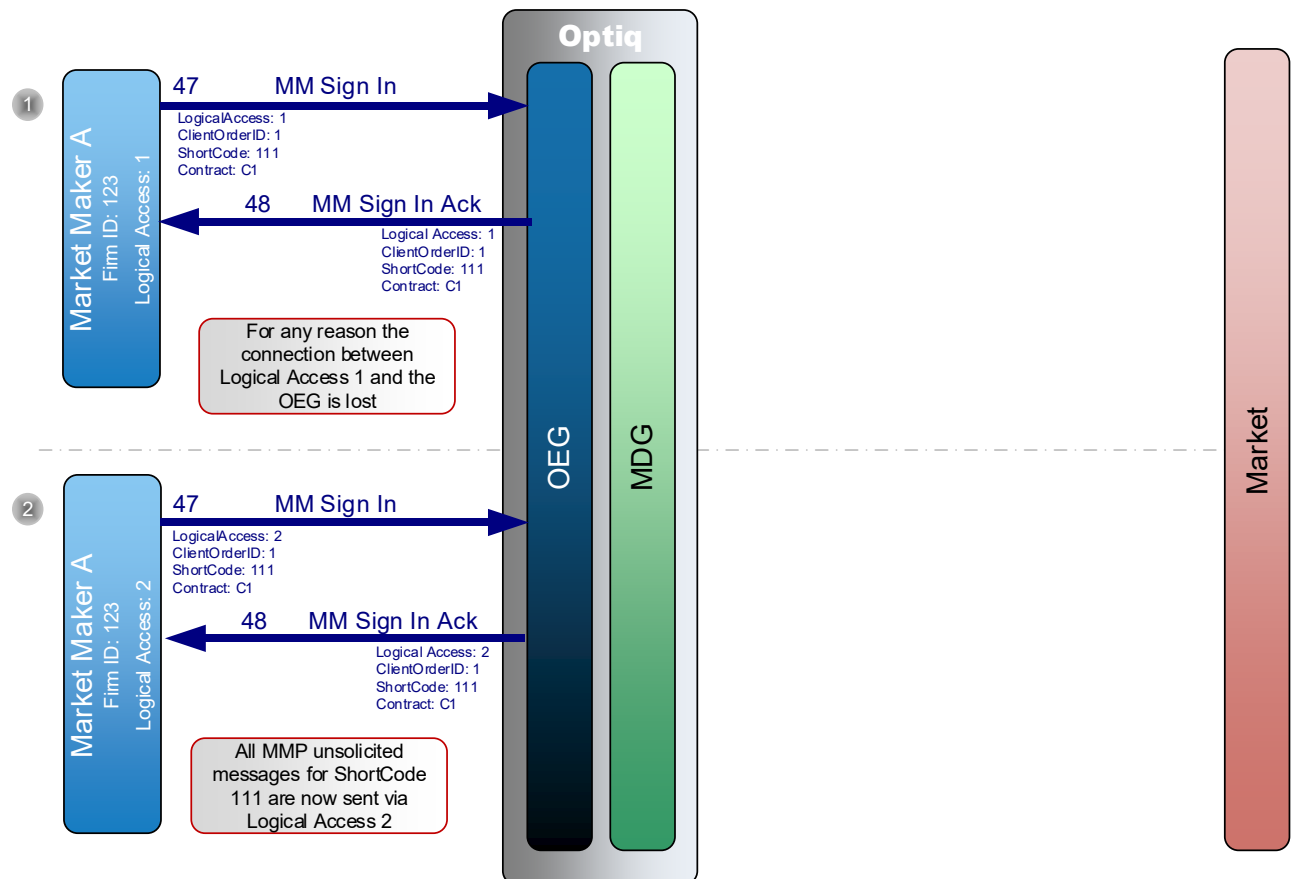 Optiq
1
Market Maker A
Firm ID: 123
Logical Access: 1
47 MM Sign In
LogicalAccess: 1
ClientOrderID: 1
ShortCode: 111
Contract: C1
48 MM Sign In Ack
Logical Access: 1
ClientOrderID: 1
ShortCode: 111
Contract: C1
For any reason the
connection between
Logical Access 1 and the
OEG is lost
OEG
MDG
Market
2
Market Maker A
Firm ID: 123
Logical Access: 2
47 MM Sign In
LogicalAccess: 2
ClientOrderID: 1
ShortCode: 111
Contract: C1
48 MM Sign In Ack
Logical Access: 2
ClientOrderID: 1
ShortCode: 111
Contract: C1
All MMP unsolicited
messages for ShortCode
111 are now sent via
Logical Access 2